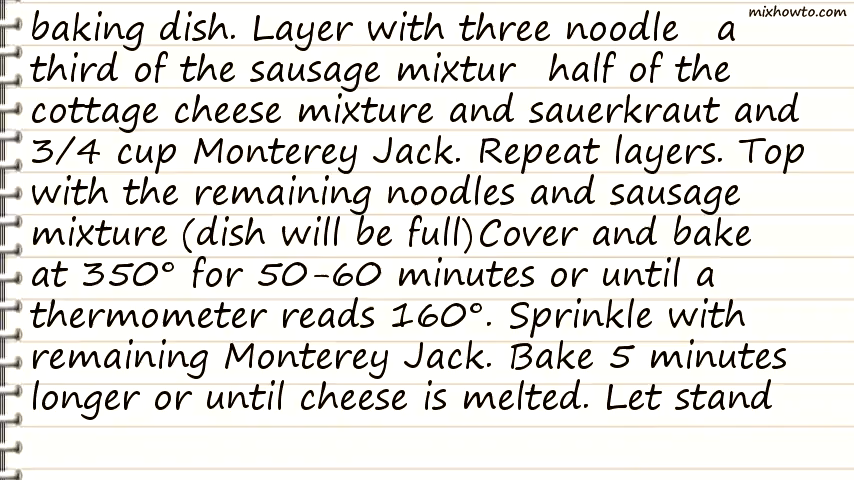 mixhowto.com
baking dish. Layer with three noodle a
third of the sausage mixtur half of the
cottage cheese mixture and sauerkraut and
3/4 cup Monterey Jack. Repeat layers. Top
with the remaining noodles and sausage
mixture (dish will be full)Cover and bake
at 350° for 50-60 minutes or until a
thermometer reads 160°. Sprinkle with
remaining Monterey Jack. Bake 5 minutes
longer or until cheese is melted. Let stand